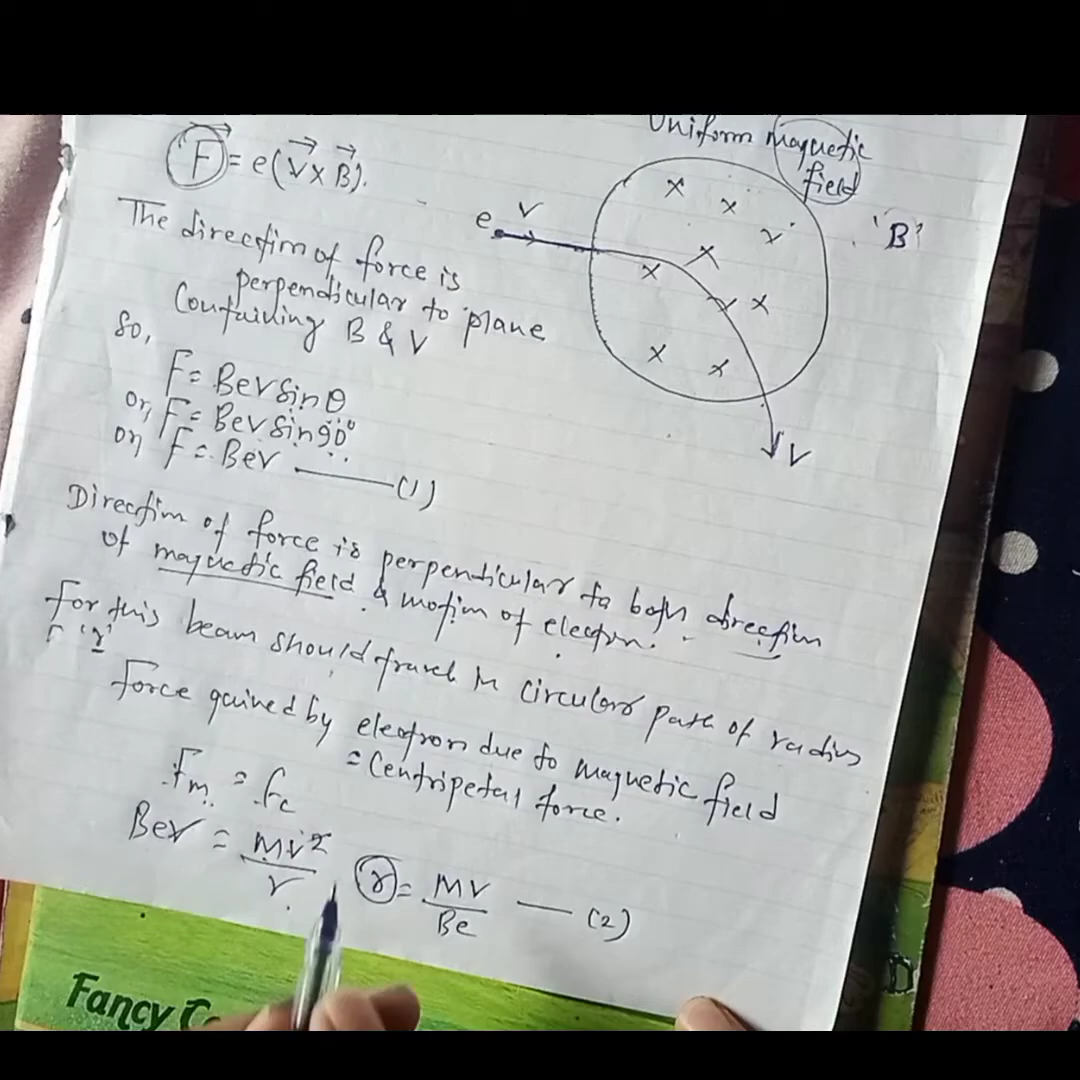 Uniform magnetic field
'B'
e V
x x x x x x x x x
V
F = e(V x B).
The direction of force is
perpendicular to plane
Containing B & V
So,
F = Bev sin θ
or, F = Bev sin 90°
or, F = Bev ——— (1)
Direction of force is perpendicular to both direction
of magnetic field & motion of electron.
For this beam should travel in circular path of radius
'r'
Force gained by electron due to magnetic field
= Centripetal force.
Fm = Fc
Bev = mv²/r r = mv/Be — (2)
Fancy